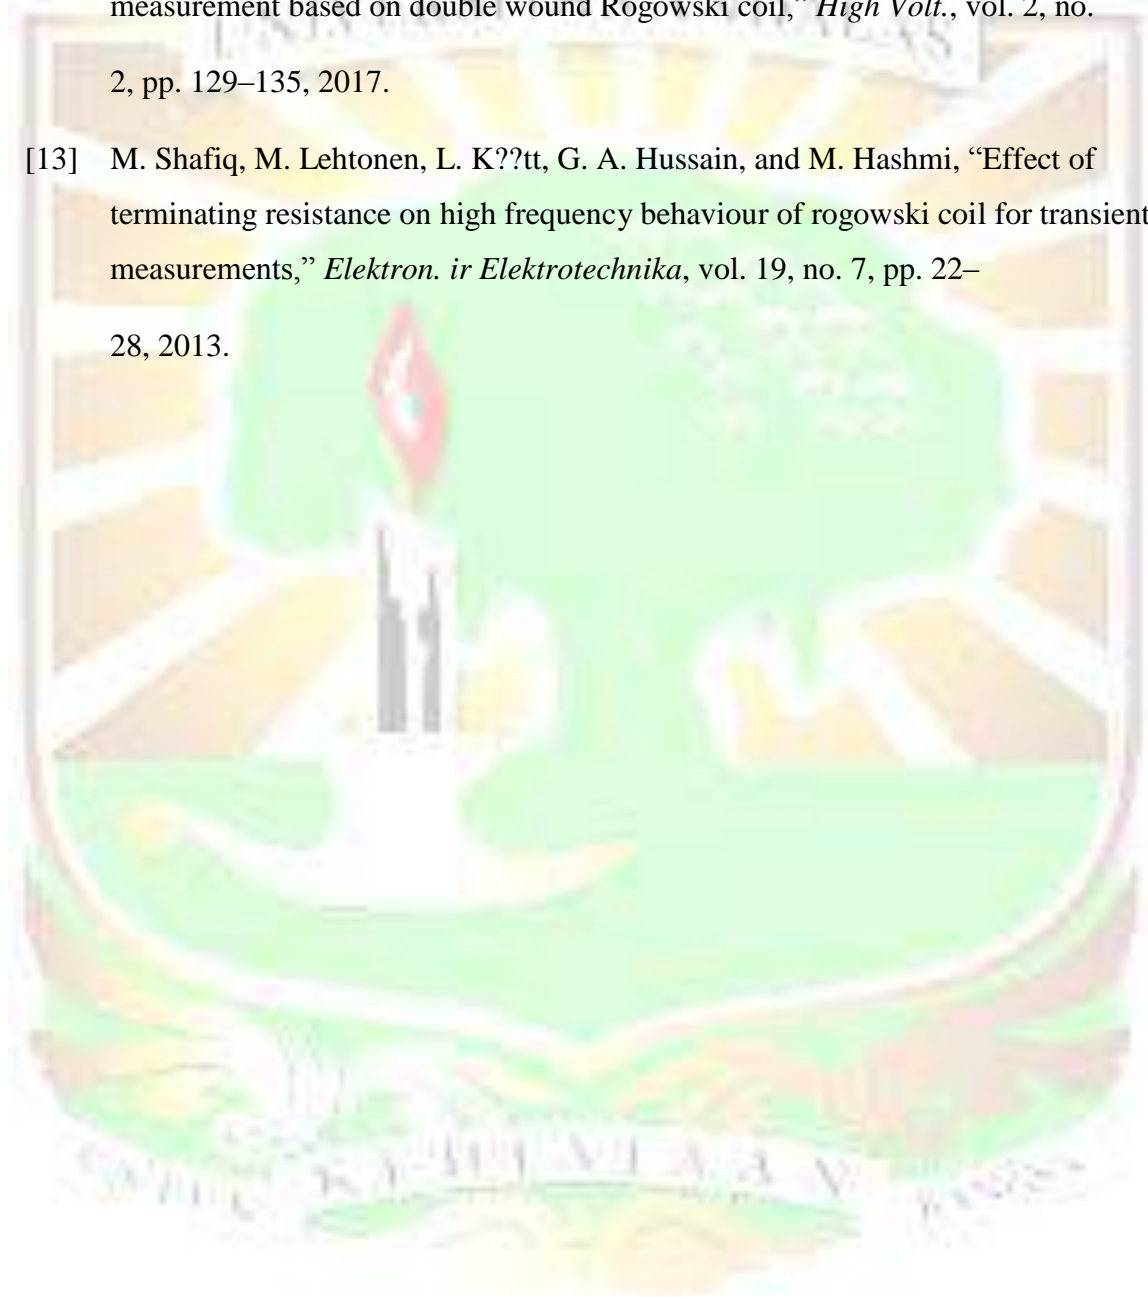 measurement based on double wound Rogowski coil,” High Volt., vol. 2, no.
2, pp. 129–135, 2017.
[13] M. Shafiq, M. Lehtonen, L. K??tt, G. A. Hussain, and M. Hashmi, “Effect of
terminating resistance on high frequency behaviour of rogowski coil for transient
measurements,” Elektron. ir Elektrotechnika, vol. 19, no. 7, pp. 22–
28, 2013.